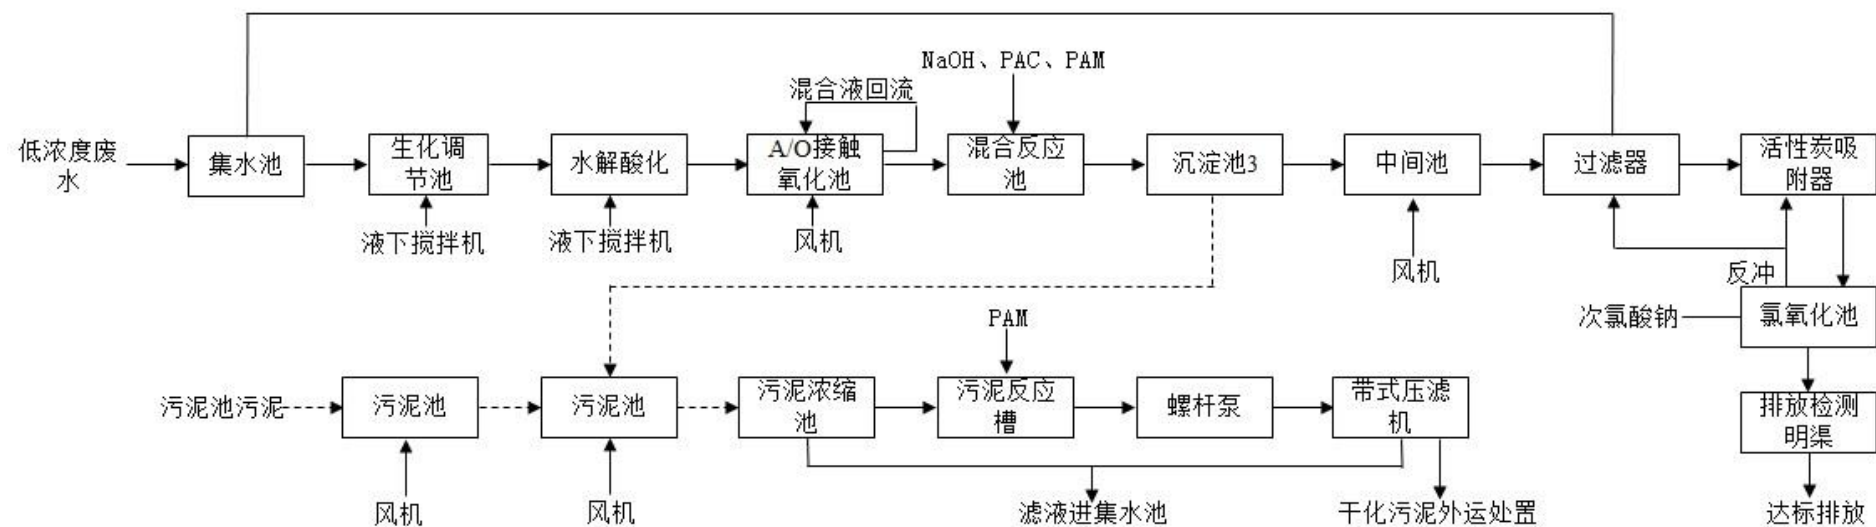 NaOH、PAC、PAM
混合液回流
低浓度废
水
集水池
生化调
节池
水解酸化
A/O接触
氧化池
混合反应
池
沉淀池3
中间池
过滤器
活性炭吸
附器
液下搅拌机
液下搅拌机
风机
风机
反冲
次氯酸钠
氯氧化池
PAM
污泥池污泥
污泥池
污泥池
污泥浓缩
池
污泥反应
槽
螺杆泵
带式压滤
机
排放检测
明渠
风机
风机
滤液进集水池
干化污泥外运处置
达标排放